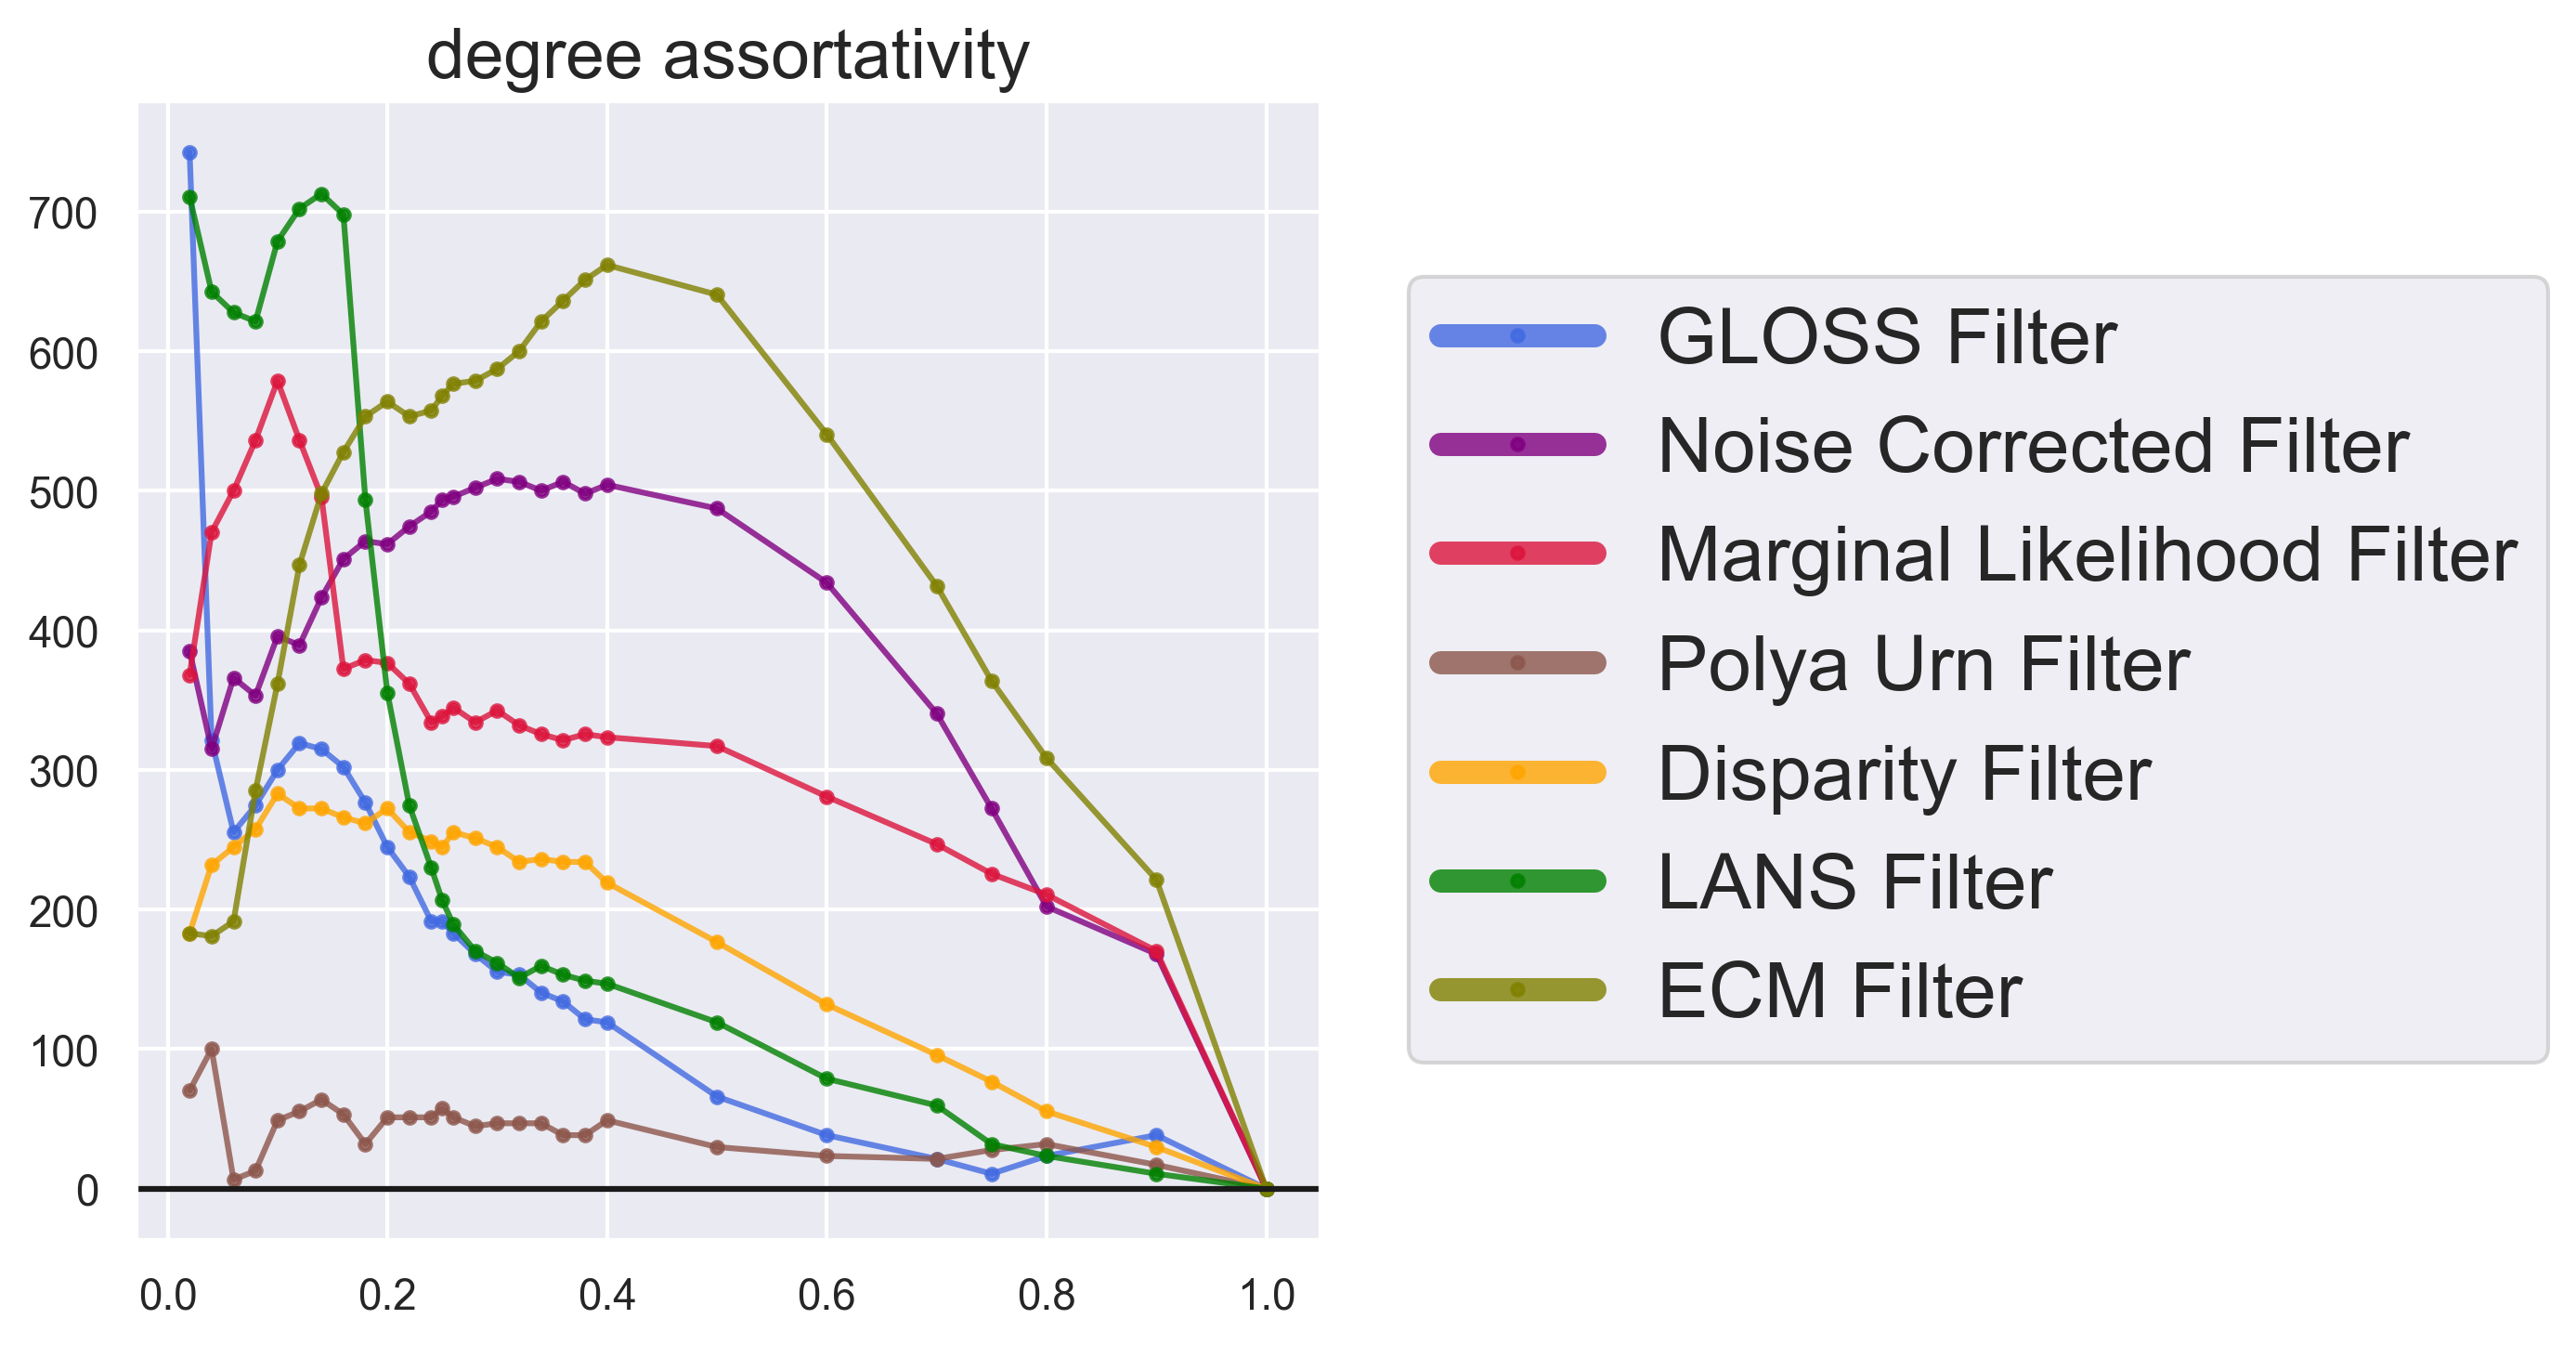 degree assortativity
700
600
500
400
300
200
100
0
0.0 0.2 0.4 0.6 0.8 1.0
GLOSS Filter
Noise Corrected Filter
Marginal Likelihood Filter
Polya Urn Filter
Disparity Filter
LANS Filter
ECM Filter